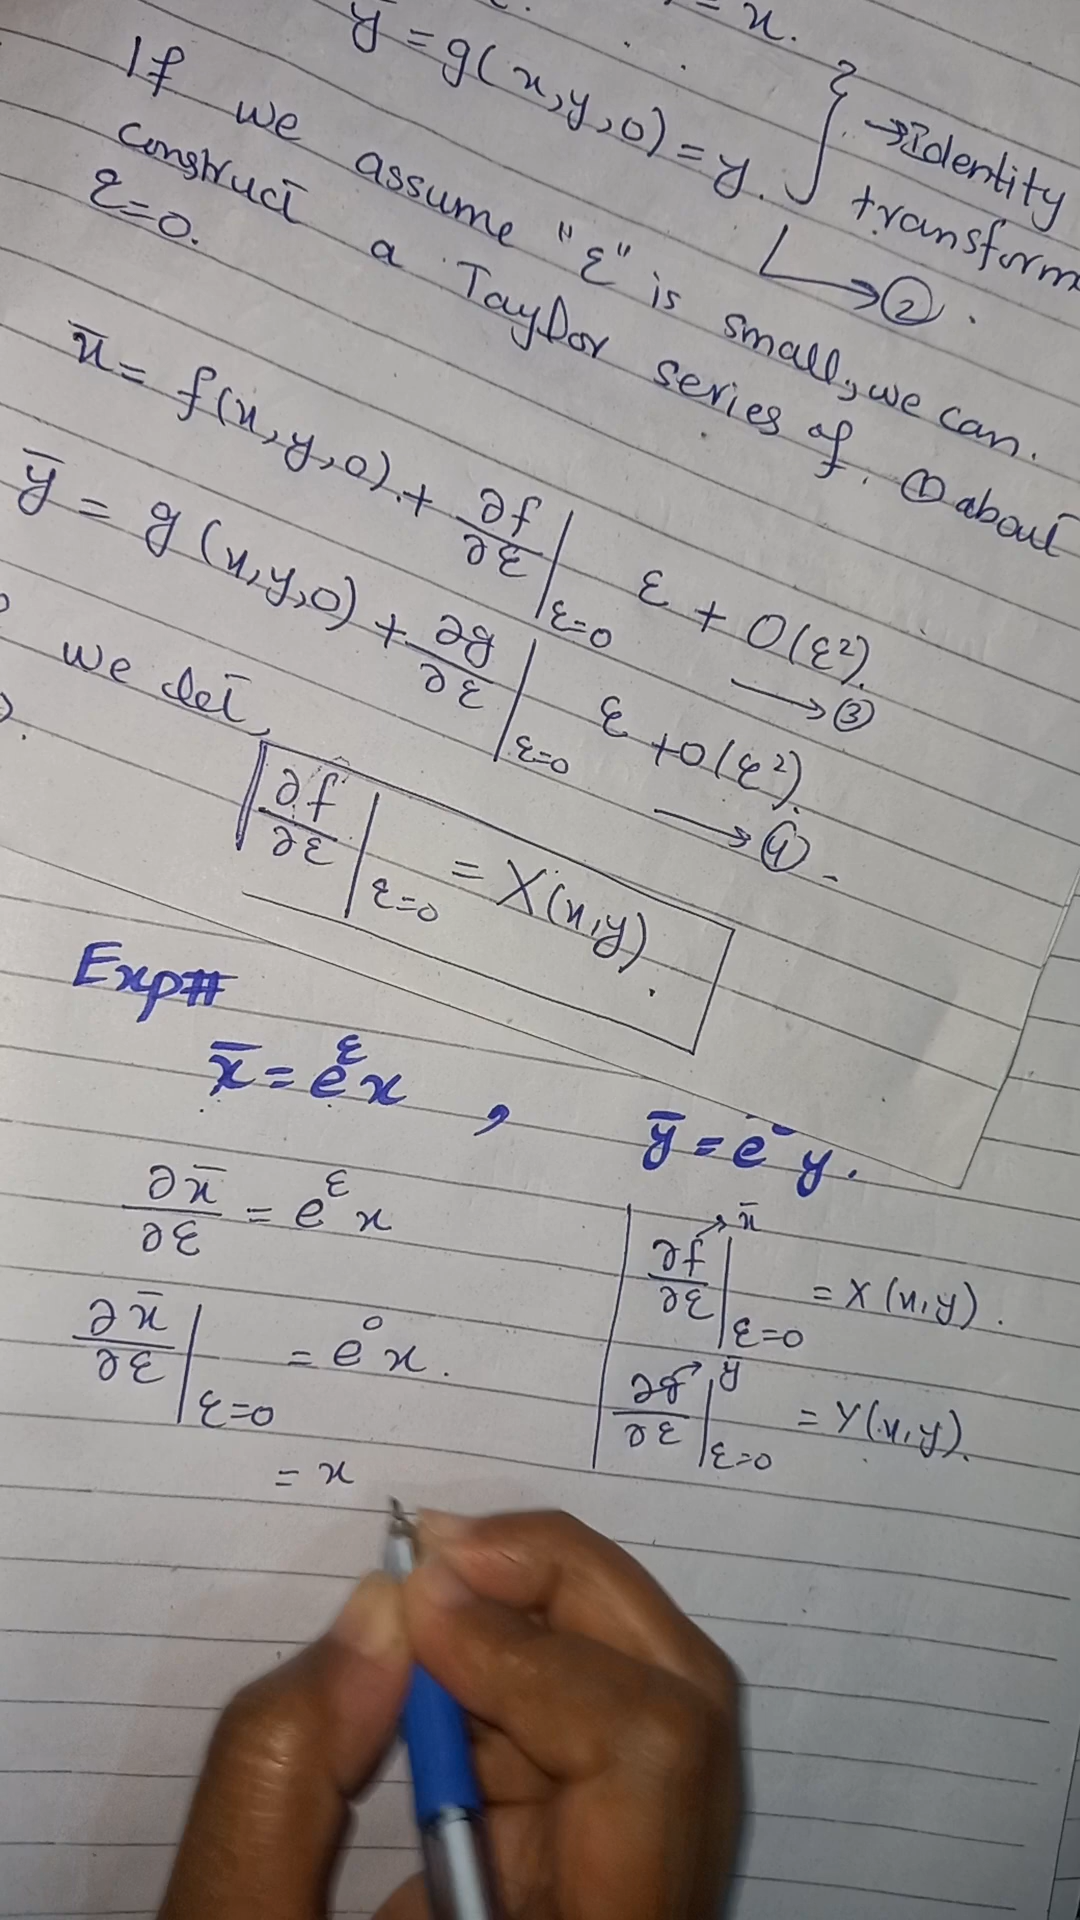 = x.
ȳ = g(x,y,0) = y. } → Identity
transform
→ ②.
If we assume "ε" is small, we can.
construct a Taylor series of. ① about
ε=0.
x̄ = f(x,y,0). + ∂f/∂ε |ε=0 ε + O(ε²).
→ ③
ȳ = g(x,y,0) + ∂g/∂ε |ε=0 ε + O(ε²).
→ ④.
we let,
∂f/∂ε |ε=0 = X(x,y).
Exp#
x̄ = e^ε x , ȳ = e y.
∂x̄/∂ε = e^ε x
∂f/∂ε |ε=0 = X(x,y).
→ x̄
∂x̄/∂ε |ε=0 = e^0 x.
∂g/∂ε |ε=0 = Y(x,y).
→ ȳ
= x